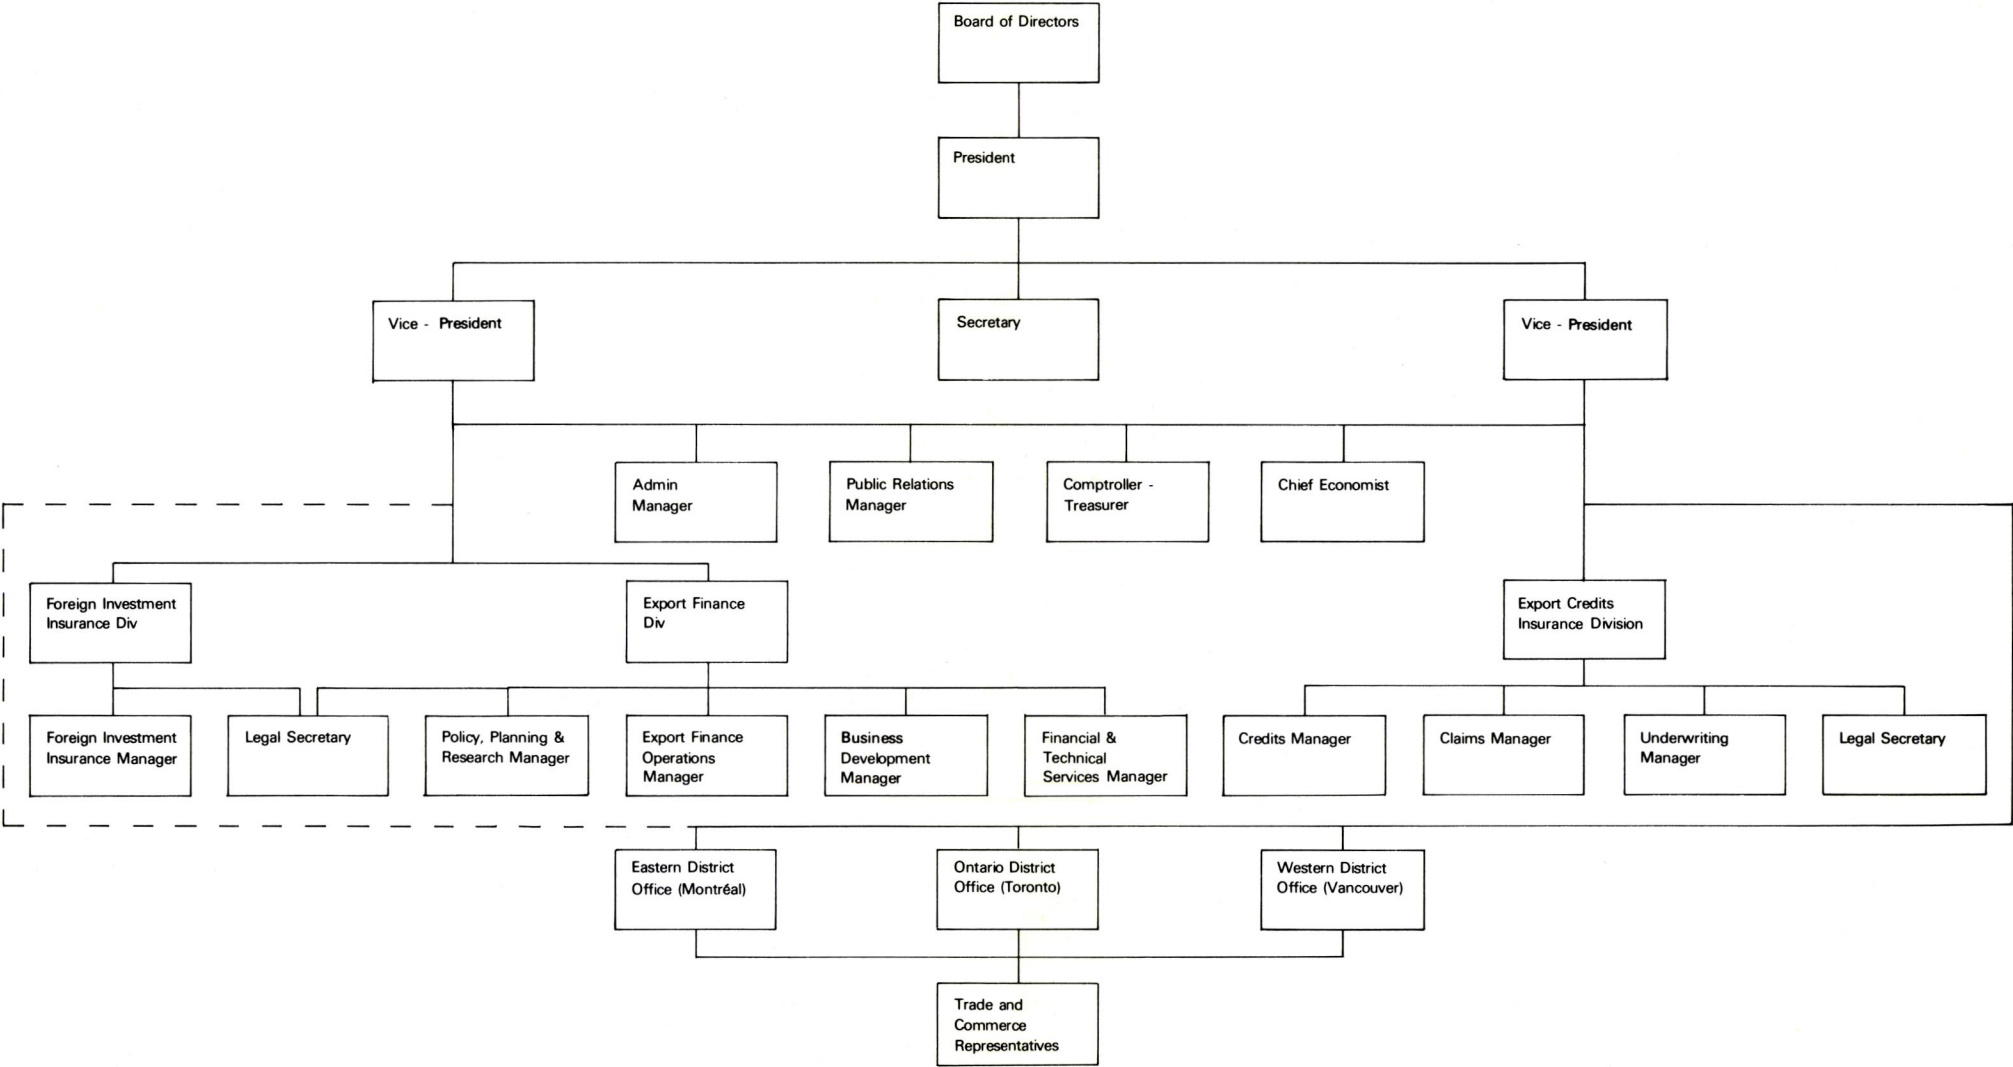 Board of Directors
President
Vice - President
Secretary
Vice - President
Admin
Manager
Public Relations
Manager
Comptroller -
Treasurer
Chief Economist
Foreign Investment
Insurance Div
Export Finance
Div
Export Credits
Insurance Division
Foreign Investment
Insurance Manager
Legal Secretary
Policy, Planning &
Research Manager
Export Finance
Operations
Manager
Business
Development
Manager
Financial &
Technical
Services Manager
Credits Manager
Claims Manager
Underwriting
Manager
Legal Secretary
Eastern District
Office (Montréal)
Ontario District
Office (Toronto)
Western District
Office (Vancouver)
Trade and
Commerce
Representatives